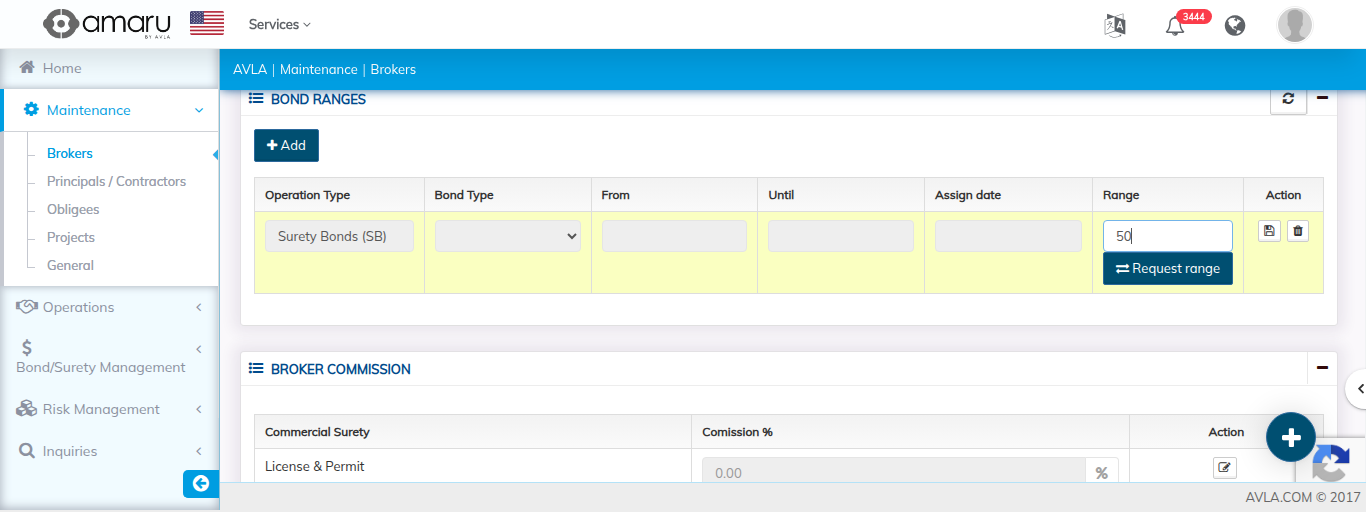 amaru
BY AVLA
Services
A
3444
Home
AVLA | Maintenance | Brokers
BOND RANGES
Maintenance
Add
Brokers
Principals / Contractors
Obligees
Projects
General
Operation Type Bond Type From Until Assign date Range Action
Surety Bonds (SB) 50
Request range
Operations
$
Bond/Surety Management
BROKER COMMISSION
Risk Management
Commercial Surety Comission % Action
Inquiries
License & Permit 0.00 %
AVLA.COM © 2017